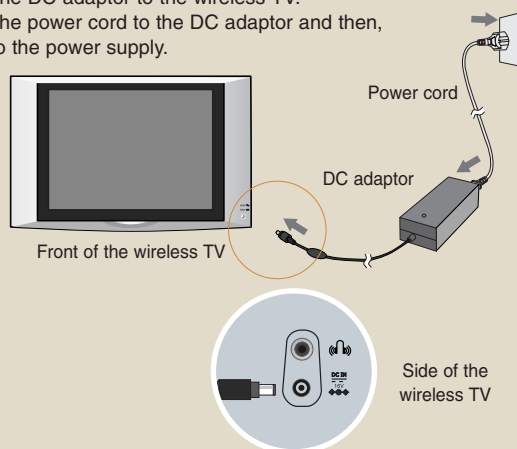 the DC adaptor to the wireless TV.
the power cord to the DC adaptor and then,
to the power supply.
Power cord
DC adaptor
Front of the wireless TV
DC IN
16V
Side of the
wireless TV